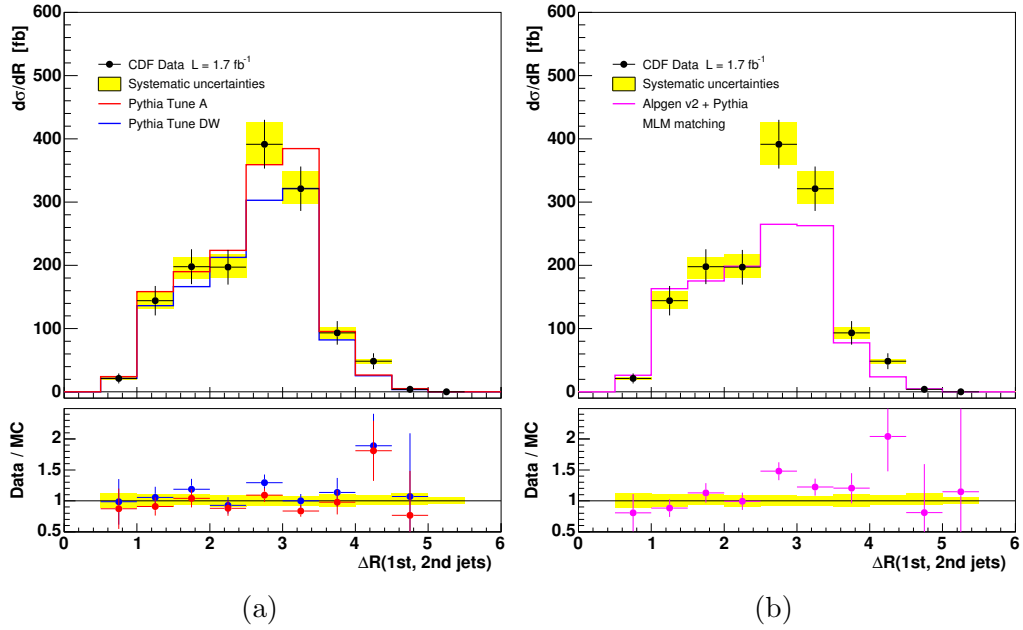 dσ/dR [fb]
600
500
400
300
200
100
0
CDF Data L = 1.7 fb⁻¹
Systematic uncertainties
Pythia Tune A
Pythia Tune DW
Data / MC
2
1.5
1
0.5
0 1 2 3 4 5 6
ΔR(1st, 2nd jets)
(a)
dσ/dR [fb]
600
500
400
300
200
100
0
CDF Data L = 1.7 fb⁻¹
Systematic uncertainties
Alpgen v2 + Pythia
MLM matching
Data / MC
2
1.5
1
0.5
0 1 2 3 4 5 6
ΔR(1st, 2nd jets)
(b)